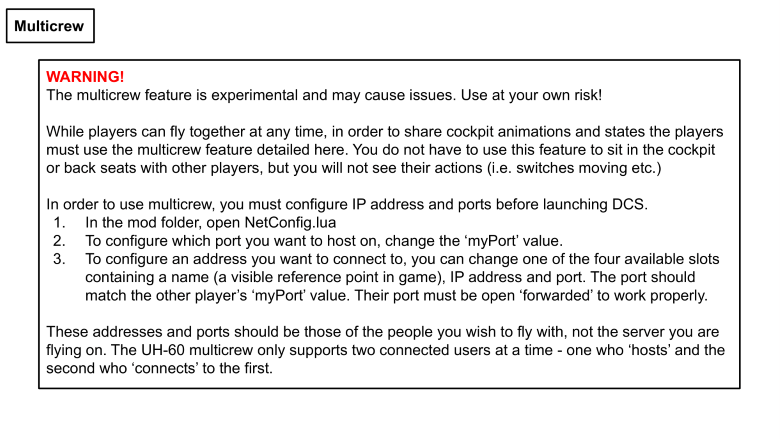 Multicrew
WARNING!
The multicrew feature is experimental and may cause issues. Use at your own risk!
While players can fly together at any time, in order to share cockpit animations and states the players
must use the multicrew feature detailed here. You do not have to use this feature to sit in the cockpit
or back seats with other players, but you will not see their actions (i.e. switches moving etc.)
In order to use multicrew, you must configure IP address and ports before launching DCS.
1. In the mod folder, open NetConfig.lua
2. To configure which port you want to host on, change the ‘myPort’ value.
3. To configure an address you want to connect to, you can change one of the four available slots
containing a name (a visible reference point in game), IP address and port. The port should
match the other player’s ‘myPort’ value. Their port must be open ‘forwarded’ to work properly.
These addresses and ports should be those of the people you wish to fly with, not the server you are
flying on. The UH-60 multicrew only supports two connected users at a time - one who ‘hosts’ and the
second who ‘connects’ to the first.